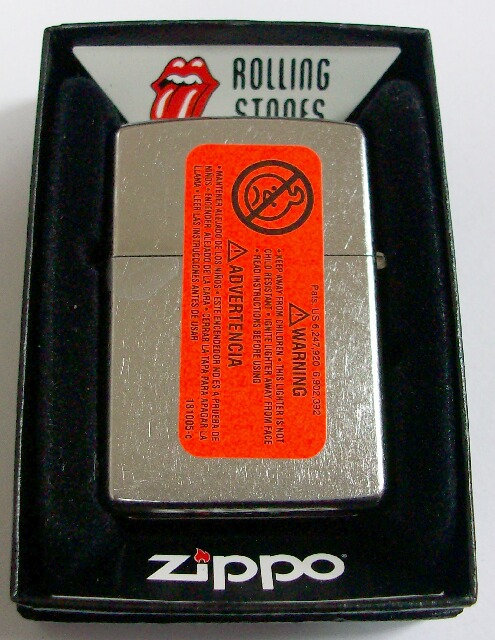 ROLLING
STONES
Pats. US 6,247,920 6,902,392
WARNING
• KEEP AWAY FROM CHILDREN • THIS LIGHTER IS NOT
CHILD-RESISTANT • IGNITE LIGHTER AWAY FROM FACE
• READ INSTRUCTIONS BEFORE USING
ADVERTENCIA
• MANTENER ALEJADO DE LOS NIÑOS • ESTE ENCENDEDOR NO ES A PRUEBA DE
NIÑOS • ENCENDER ALEJADO DE LA CARA • CERRAR LA TAPA PARA APAGAR LA
LLAMA • LEER LAS INSTRUCCIONES ANTES DE USAR
181005-c
zippo